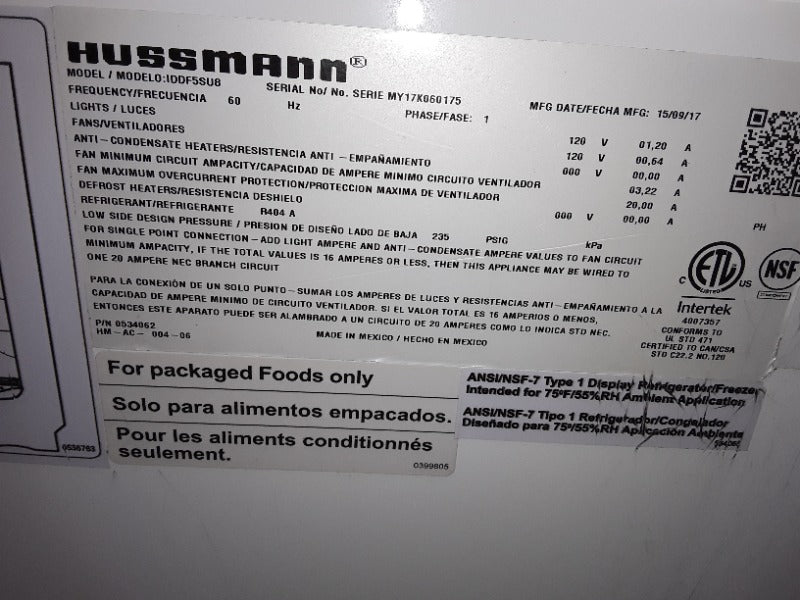 HUSSMANN®
MODEL / MODELO: IDDF5SU8 SERIAL No/ No. SERIE MY17K060175 MFG DATE/FECHA MFG: 15/09/17
FREQUENCY/FRECUENCIA 60 Hz PHASE/FASE: 1
LIGHTS / LUCES 120 V 01,20 A
FANS/VENTILADORES 120 V 00,64 A
ANTI-CONDENSATE HEATERS/RESISTENCIA ANTI-EMPAÑAMIENTO 000 V 00,00 A
FAN MINIMUM CIRCUIT AMPACITY/CAPACIDAD DE AMPERE MINIMO CIRCUITO VENTILADOR 03,22 A
FAN MAXIMUM OVERCURRENT PROTECTION/PROTECCION MAXIMA DE VENTILADOR 20,00 A
DEFROST HEATERS/RESISTENCIA DESHIELO 000 V 00,00 A
REFRIGERANT/REFRIGERANTE R404 A PH
LOW SIDE DESIGN PRESSURE / PRESION DE DISEÑO LADO DE BAJA 235 PSIG kPa
FOR SINGLE POINT CONNECTION-ADD LIGHT AMPERE AND ANTI-CONDENSATE AMPERE VALUES TO FAN CIRCUIT
MINIMUM AMPACITY, IF THE TOTAL VALUES IS 16 AMPERES OR LESS, THEN THIS APPLIANCE MAY BE WIRED TO
ONE 20 AMPERE NEC BRANCH CIRCUIT
PARA LA CONEXIÓN DE UN SOLO PUNTO-SUMAR LOS AMPERES DE LUCES Y RESISTENCIAS ANTI-EMPAÑAMIENTO A LA
CAPACIDAD DE AMPERE MINIMO DE CIRCUITO VENTILADOR. SI EL VALOR TOTAL ES 16 AMPERIOS O MENOS,
ENTONCES ESTE APARATO PUEDE SER ALAMBRADO A UN CIRCUITO DE 20 AMPERES COMO LO INDICA STD NEC.
P/N 0534062
HM-AC-004-06
MADE IN MEXICO / HECHO EN MEXICO
C ETL US
LISTED
Intertek
4007357
CONFORMS TO
UL STD 471
CERTIFIED TO CAN/CSA
STD C22.2 NO.120
NSF
For packaged Foods only
Solo para alimentos empacados.
Pour les aliments conditionnés
seulement.
0399805
ANSI/NSF-7 Type 1 Display Refrigerator/Freezer
Intended for 75ºF/55%RH Ambient Application
ANSI/NSF-7 Tipo 1 Refrigerador/Congelador
Diseñado para 75º/55%RH Aplicación Ambiente
0536763